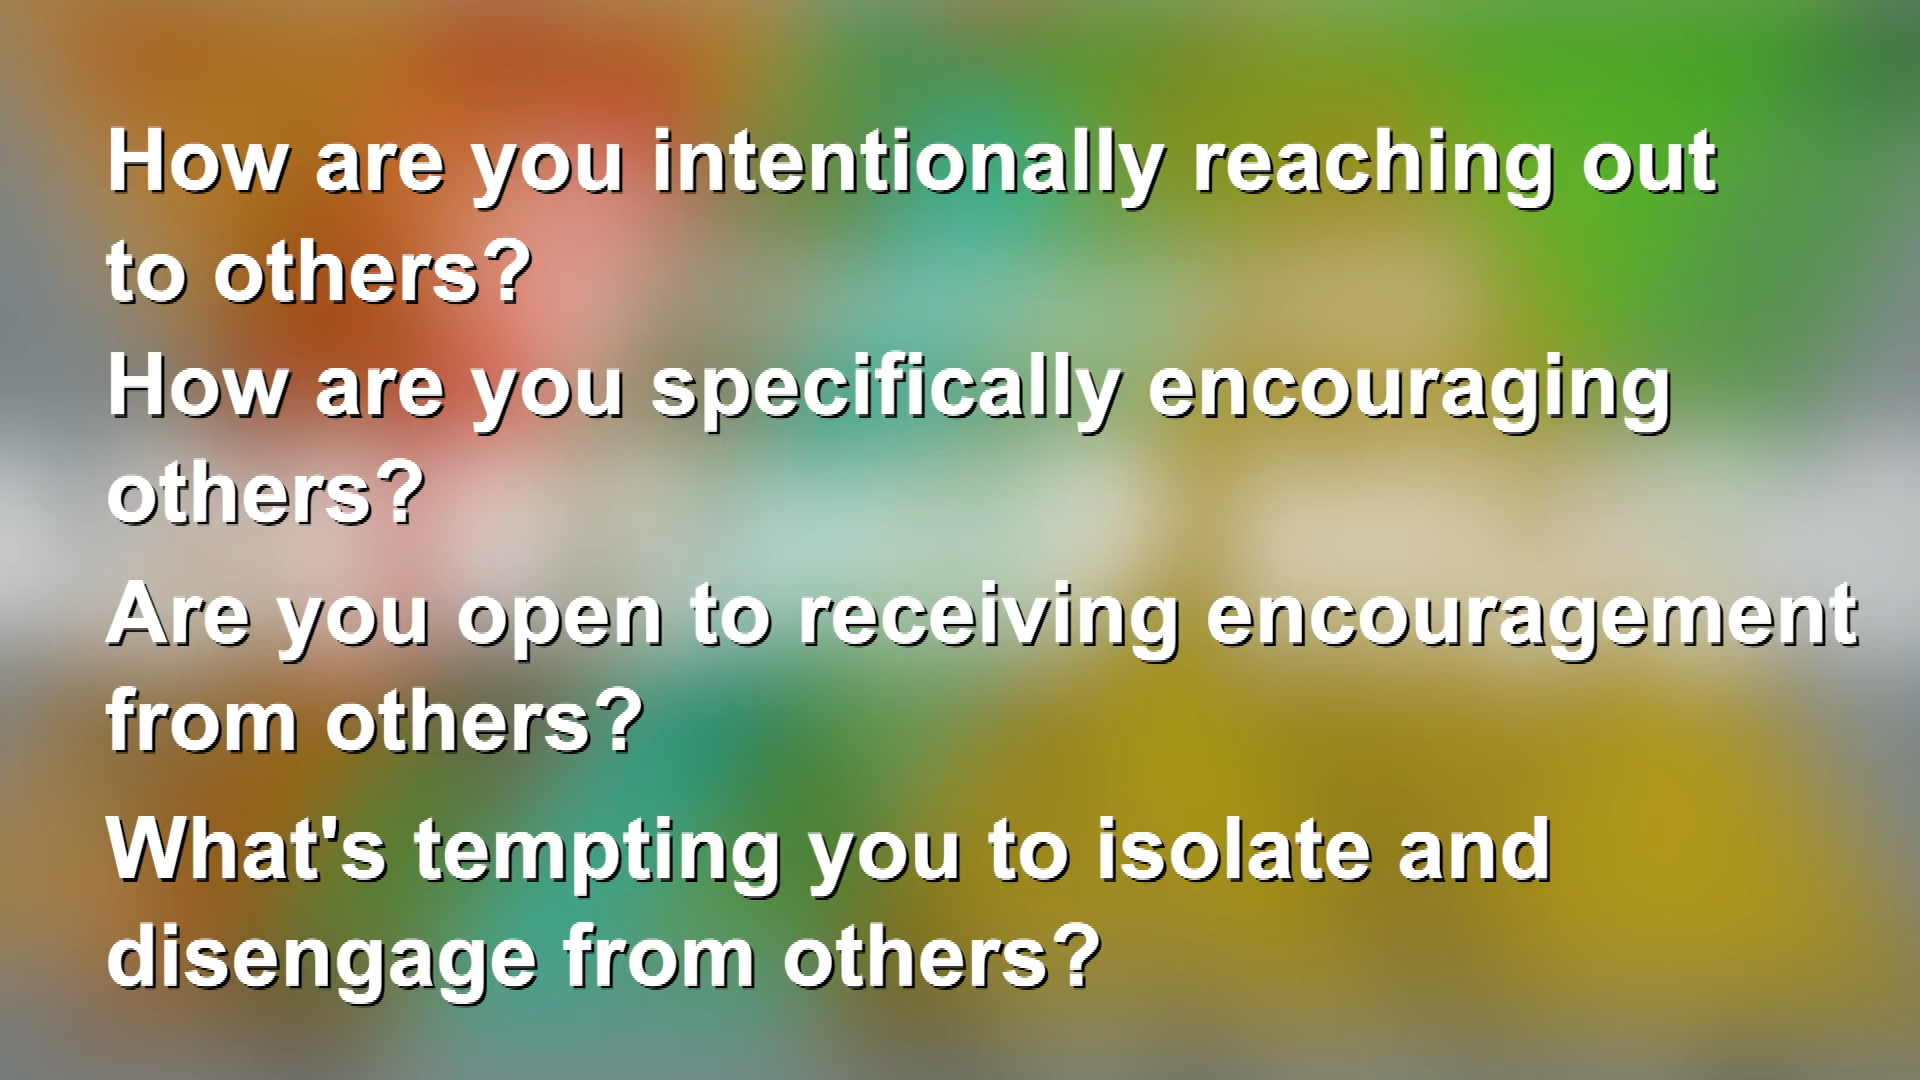 How are you intentionally reaching out
to others?
How are you specifically encouraging
others?
Are you open to receiving encouragement
from others?
What's tempting you to isolate and
disengage from others?